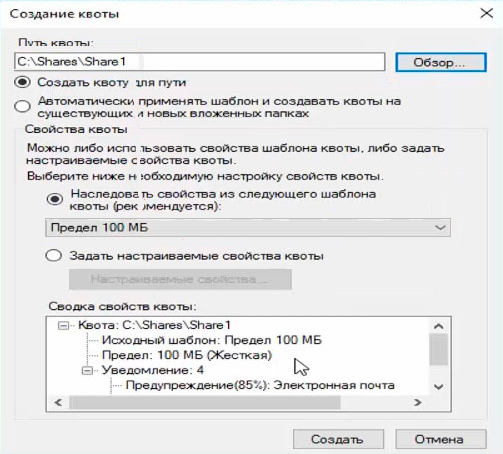 Создание квоты
Путь квоты:
C:\Shares\Share1
Обзор...
Создать квоту для пути
Автоматически применять шаблон и создавать квоты на
существующих и новых вложенных папках
Свойства квоты
Можно либо использовать свойства шаблона квоты, либо задать
настраиваемые свойства квоты.
Выберите ниже необходимую настройку свойств квоты.
Наследовать свойства из следующего шаблона
квоты (рекомендуется):
Предел 100 МБ
Задать настраиваемые свойства квоты
Настраиваемые свойства...
Сводка свойств квоты:
Квота: C:\Shares\Share1
Исходный шаблон: Предел 100 МБ
Предел: 100 МБ (Жесткая)
Уведомление: 4
Предупреждение(85%): Электронная почта
Создать
Отмена